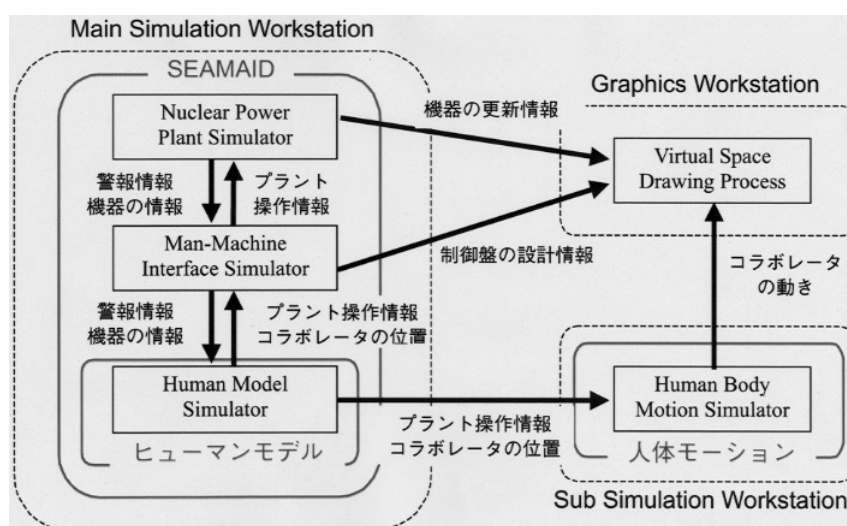 Main Simulation Workstation
SEAMAID
Nuclear Power
Plant Simulator
警報情報
機器の情報
プラント
操作情報
Man-Machine
Interface Simulator
警報情報
機器の情報
プラント操作情報
コラボレータの位置
Human Model
Simulator
ヒューマンモデル
機器の更新情報
制御盤の設計情報
プラント操作情報
コラボレータの位置
Graphics Workstation
Virtual Space
Drawing Process
コラボレータ
の動き
Human Body
Motion Simulator
人体モーション
Sub Simulation Workstation